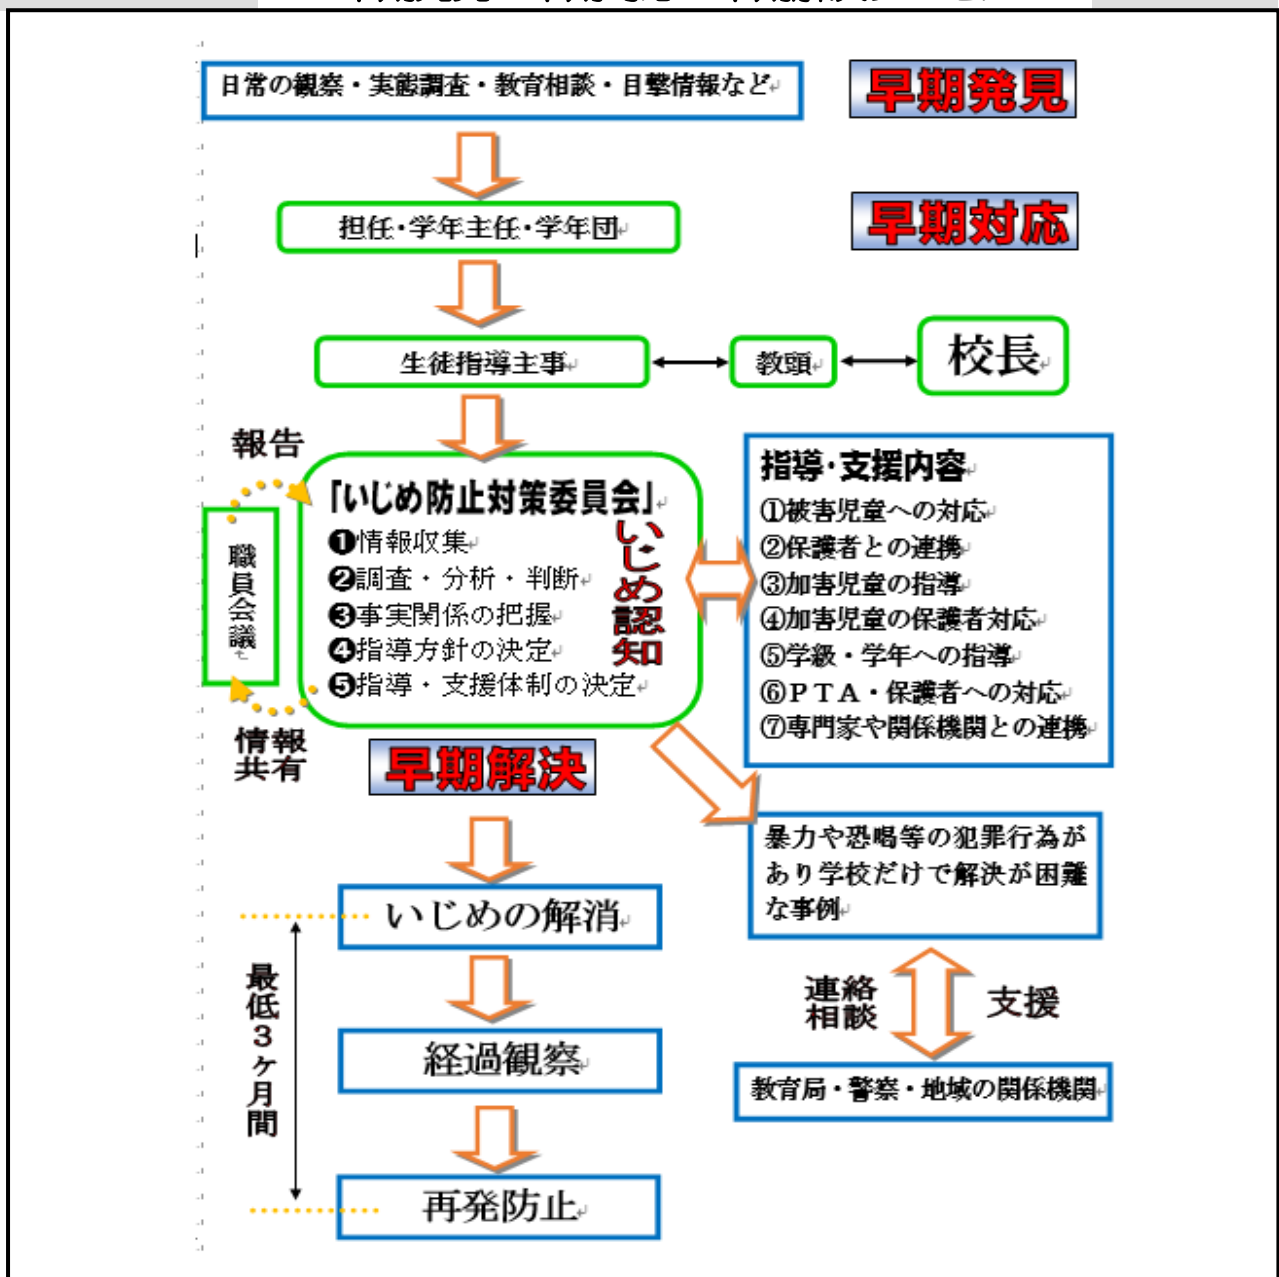 日常の観察・実態調査・教育相談・目撃情報など
早期発見
担任・学年主任・学年団
早期対応
生徒指導主事
教頭
校長
報告
職員会議
情報
共有
「いじめ防止対策委員会」
❶情報収集
❷調査・分析・判断
❸事実関係の把握
❹指導方針の決定
❺指導・支援体制の決定
いじめ認知
指導・支援内容
①被害児童への対応
②保護者との連携
③加害児童の指導
④加害児童の保護者対応
⑤学級・学年への指導
⑥ＰＴＡ・保護者への対応
⑦専門家や関係機関との連携
早期解決
暴力や恐喝等の犯罪行為が
あり学校だけで解決が困難
な事例
いじめの解消
最低３ケ月間
連絡
相談
支援
経過観察
教育局・警察・地域の関係機関
再発防止